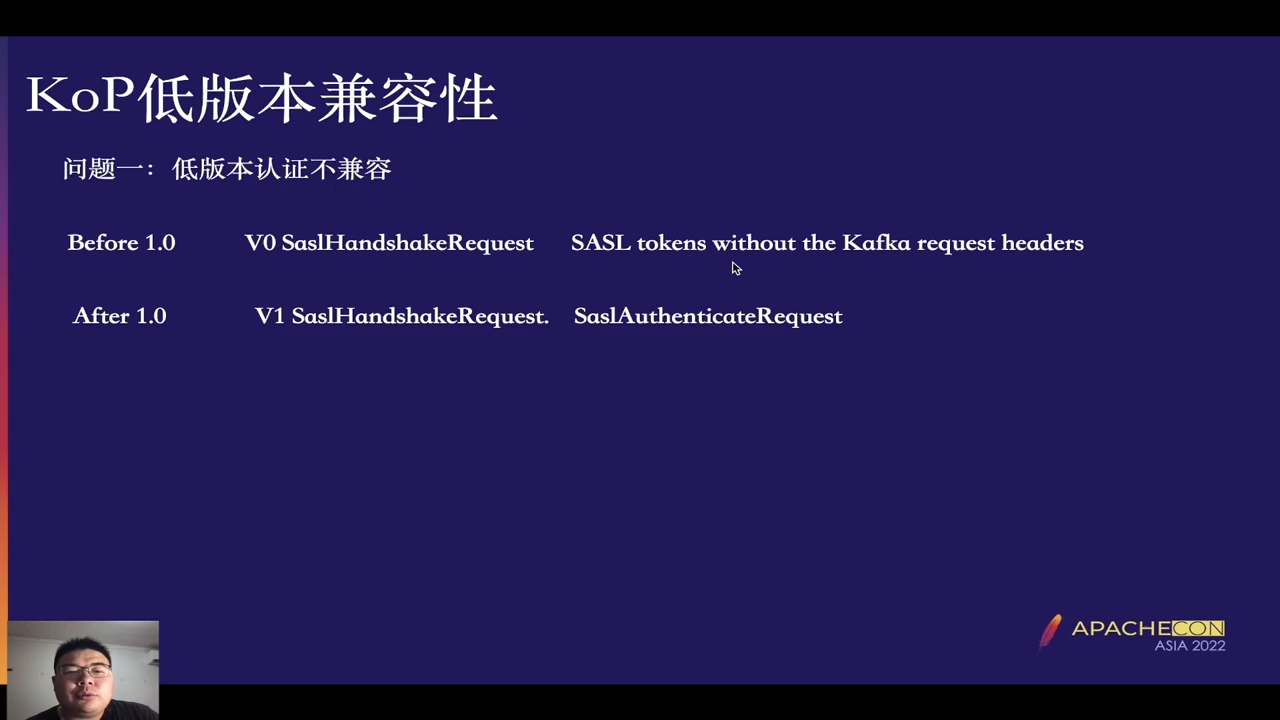 KoP低版本兼容性
问题一：低版本认证不兼容
Before 1.0 V0 SaslHandshakeRequest SASL tokens without the Kafka request headers
After 1.0 V1 SaslHandshakeRequest. SaslAuthenticateRequest
APACHECON
ASIA 2022